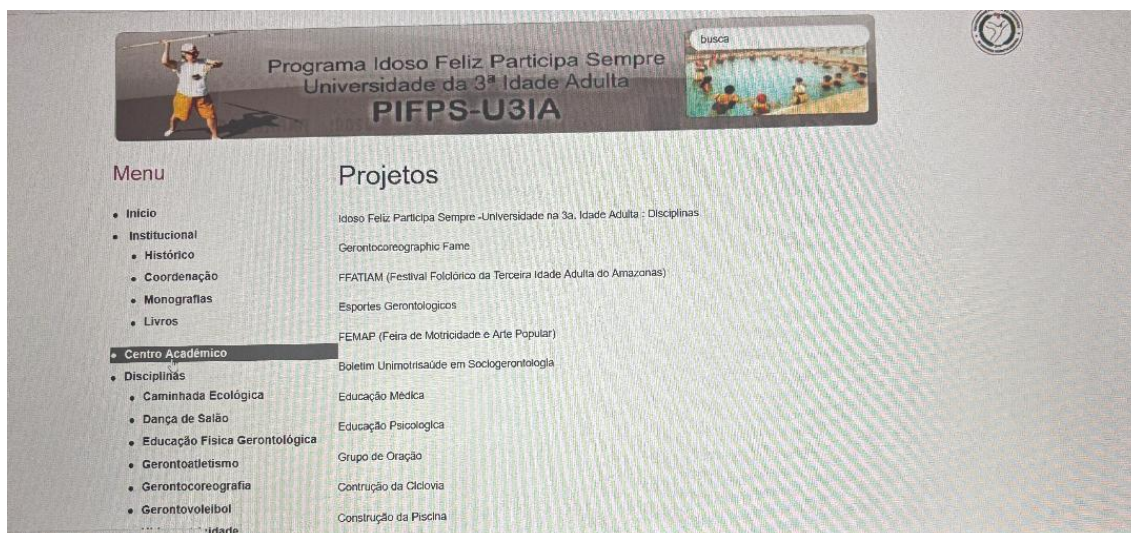 busca
Programa Idoso Feliz Participa Sempre
Universidade da 3ª Idade Adulta
PIFPS-U3IA
Menu
Início
Institucional
Histórico
Coordenação
Monografias
Livros
Centro Acadêmico
Disciplinas
Caminhada Ecológica
Dança de Salão
Educação Física Gerontológica
Gerontoatletismo
Gerontocoreografia
Gerontovoleibol
Projetos
Idoso Feliz Participa Sempre -Universidade na 3a. Idade Adulta : Disciplinas
Gerontocoreographic Fame
FFATIAM (Festival Folclórico da Terceira Idade Adulta do Amazonas)
Esportes Gerontologicos
FEMAP (Feira de Motricidade e Arte Popular)
Boletim Unimotrisaúde em Sociogerontologia
Educação Médica
Educação Psicologica
Grupo de Oração
Contrução da Ciclovia
Construção da Piscina